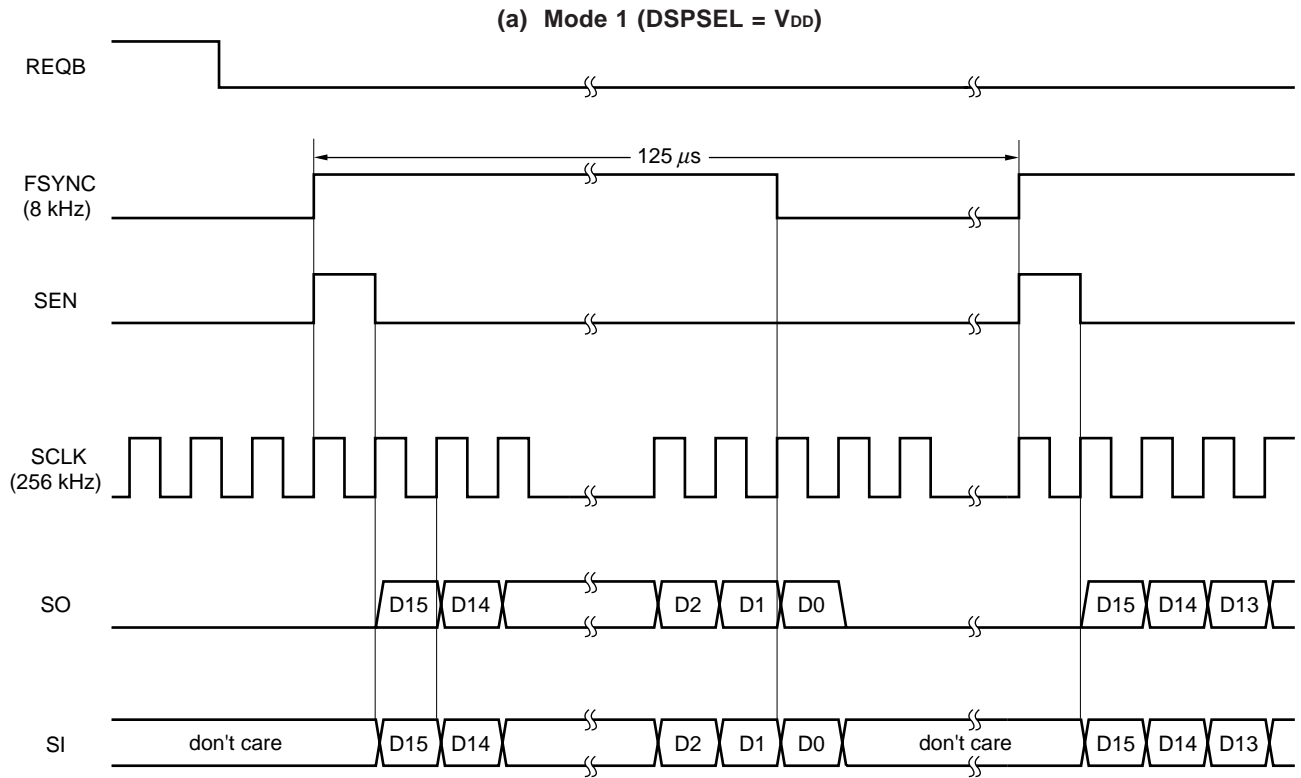 (a) Mode 1 (DSPSEL = VDD)
REQB
125 μs
FSYNC
(8 kHz)
SEN
SCLK
(256 kHz)
SO
D15 D14 D2 D1 D0 D15 D14 D13
SI
don't care D15 D14 D2 D1 D0 don't care D15 D14 D13